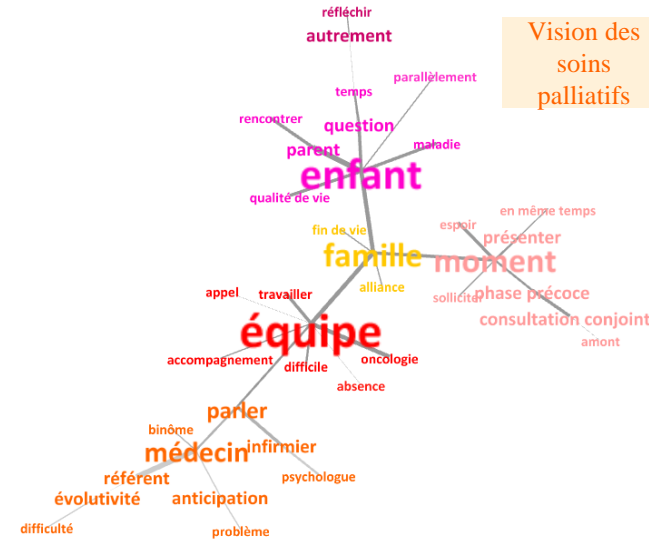 réfléchir
autrement
Vision des
soins
palliatifs
parallèlement
temps
rencontrer
question
parent
maladie
enfant
qualité de vie
en même temps
espoir
fin de vie
présenter
famille
moment
alliance
appel
travailler
solliciter
phase précoce
équipe
consultation conjoint
amont
accompagnement
difficile
oncologie
absence
parler
binôme
médecin
infirmier
référent
psychologue
évolutivité
anticipation
difficulté
problème